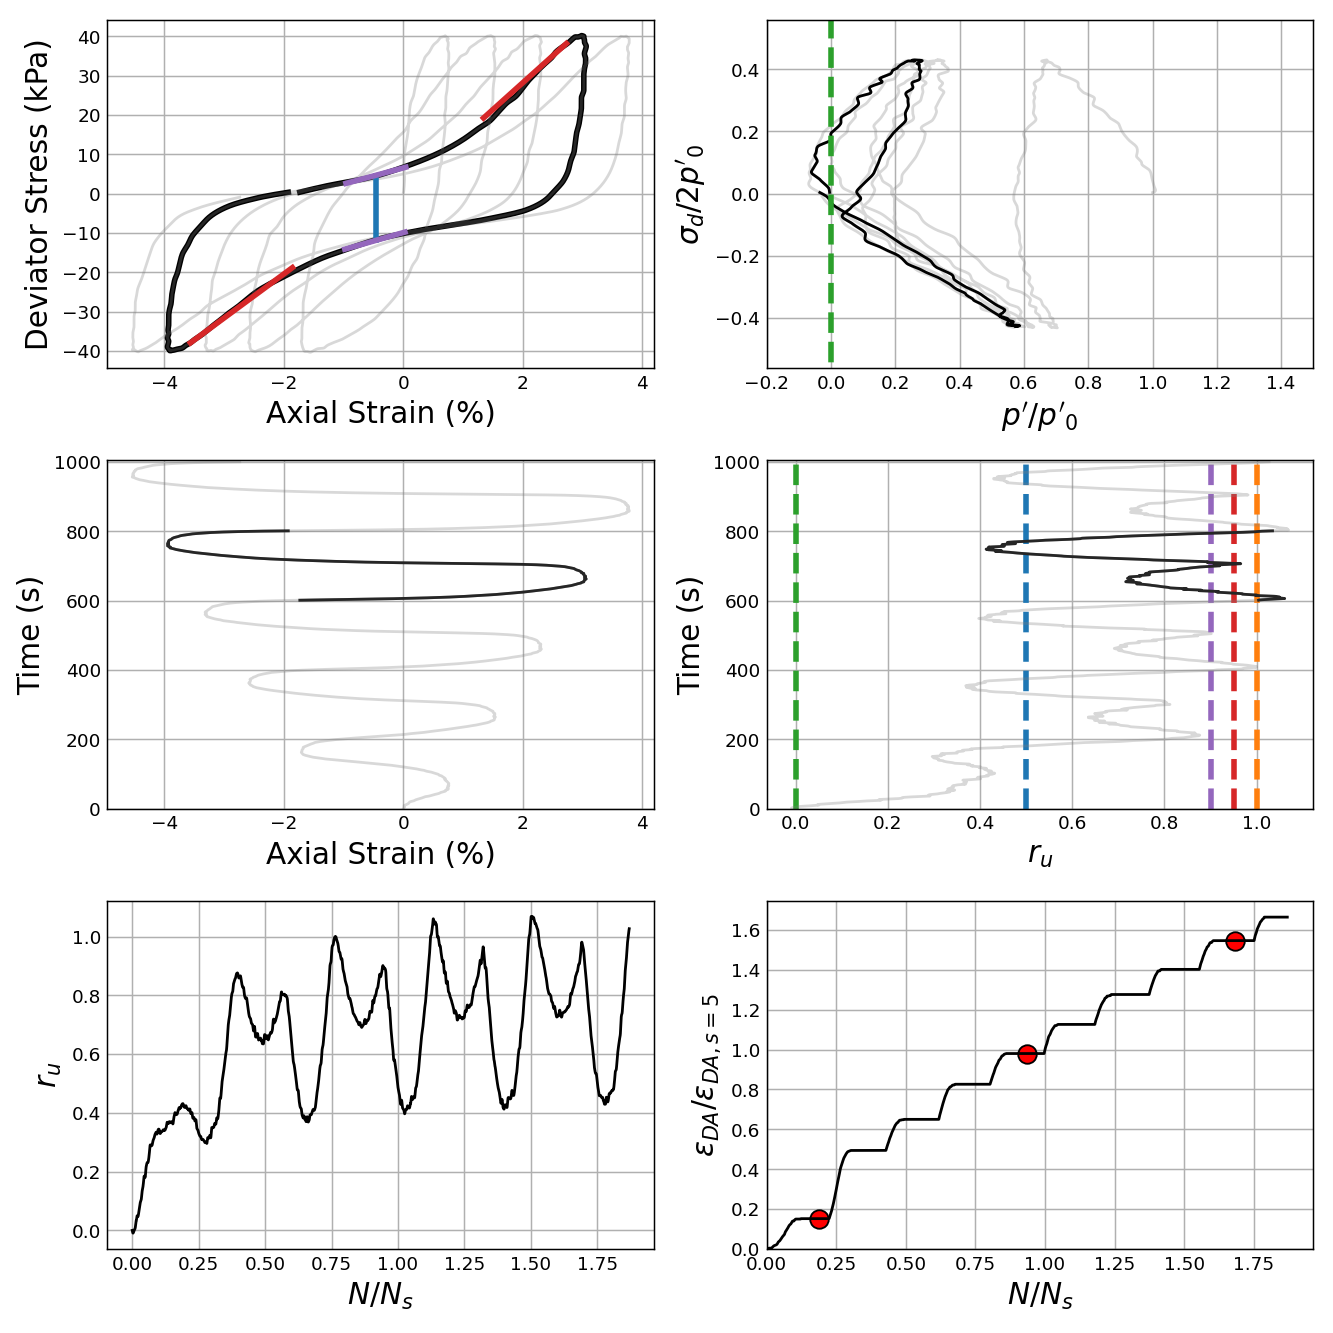 40
30
20
10
0
−10
−20
−30
−40
Deviator Stress (kPa)
−4 −2 0 2 4
Axial Strain (%)
0.4
0.2
0.0
−0.2
−0.4
σd/2p′0
−0.2 0.0 0.2 0.4 0.6 0.8 1.0 1.2 1.4
p′/p′0
1000
800
600
400
200
0
Time (s)
−4 −2 0 2 4
Axial Strain (%)
1000
800
600
400
200
0
Time (s)
0.0 0.2 0.4 0.6 0.8 1.0
ru
1.0
0.8
0.6
0.4
0.2
0.0
ru
0.00 0.25 0.50 0.75 1.00 1.25 1.50 1.75
N/Ns
1.6
1.4
1.2
1.0
0.8
0.6
0.4
0.2
0.0
εDA/εDA, s = 5
0.00 0.25 0.50 0.75 1.00 1.25 1.50 1.75
N/Ns